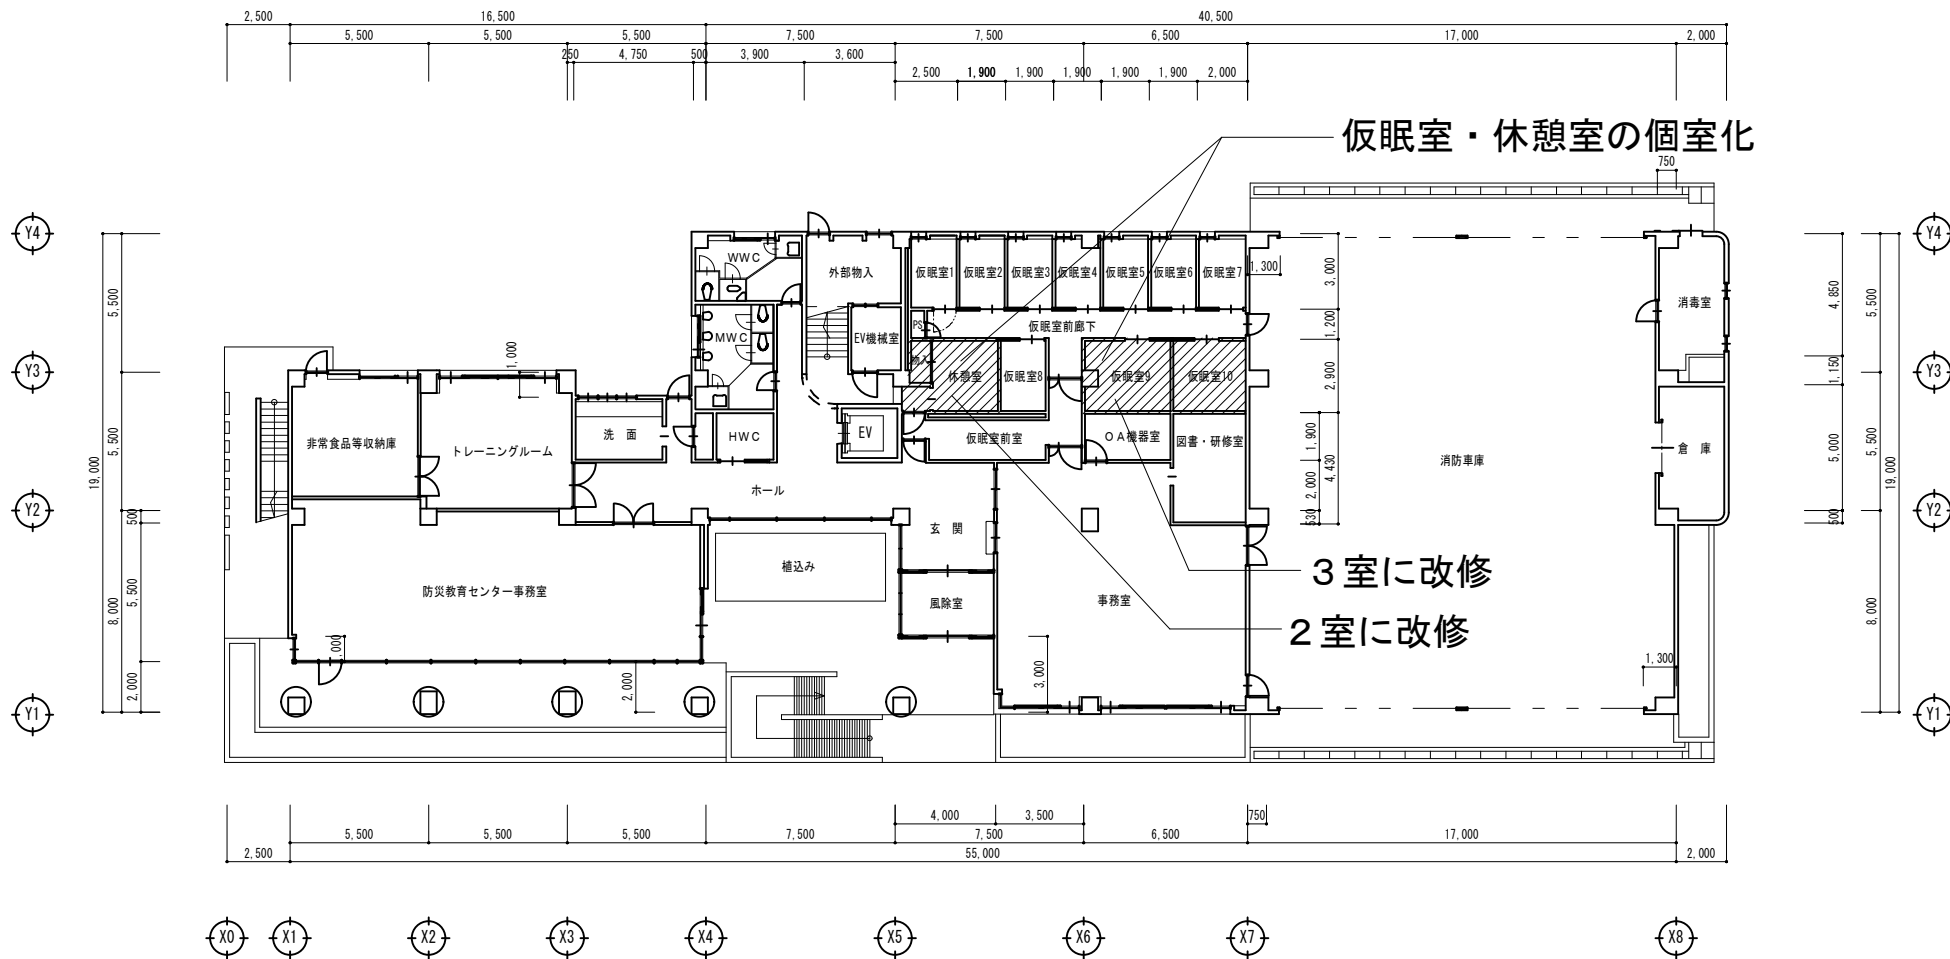 2,500 16,500 40,500
5,500 5,500 5,500 7,500 7,500 6,500 17,000 2,000
250 4,750 500 3,900 3,600
2,500 1,900 1,900 1,900 1,900 1,900 2,000
仮眠室・休憩室の個室化
750
Y4 Y4
WWC 外部物入 仮眠室1 仮眠室2 仮眠室3 仮眠室4 仮眠室5 仮眠室6 仮眠室7 1,300 3,000
消毒室
5,500 4,850 5,500
PS 仮眠室前廊下 1,200
MWC EV機械室
物入 休憩室 仮眠室8 仮眠室9 仮眠室10 2,900
Y3 1,000 1,150 Y3
洗 面 HWC EV 仮眠室前室 OA機器室 図書・研修室 1,900
非常食品等収納庫 トレーニングルーム 消防車庫 倉 庫
19,000 5,500 4,430 5,000 5,500 19,000
ホール 2,000
Y2 500 530 500 Y2
玄 関
植込み
3室に改修
防災教育センター事務室 風除室 事務室
8,000 5,500 8,000
2室に改修
1,000 2,000 2,000 3,000 1,300
Y1 Y1
4,000 3,500 750
5,500 5,500 5,500 7,500 7,500 6,500 17,000
2,500 55,000 2,000
X0 X1 X2 X3 X4 X5 X6 X7 X8